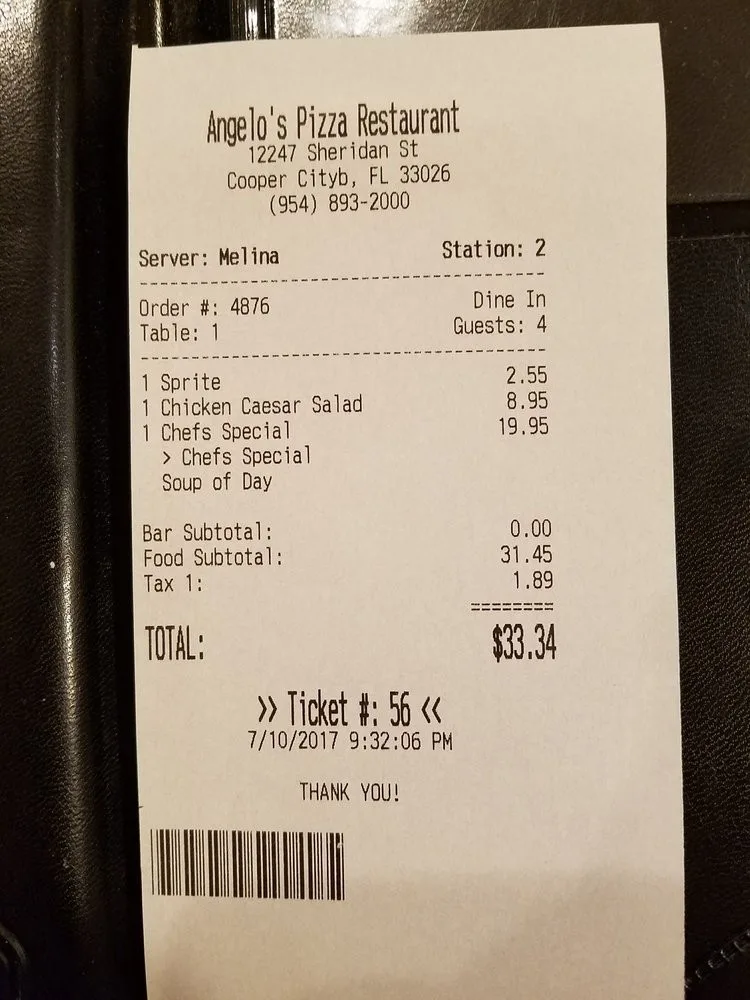 Angelo's Pizza Restaurant
12247 Sheridan St
Cooper Cityb, FL 33026
(954) 893-2000
Server: Melina Station: 2
Order #: 4876 Dine In
Table: 1 Guests: 4
1 Sprite 2.55
1 Chicken Caesar Salad 8.95
1 Chefs Special 19.95
> Chefs Special
Soup of Day
Bar Subtotal: 0.00
Food Subtotal: 31.45
Tax 1: 1.89
========
TOTAL: $33.34
>> Ticket #: 56 <<
7/10/2017 9:32:06 PM
THANK YOU!